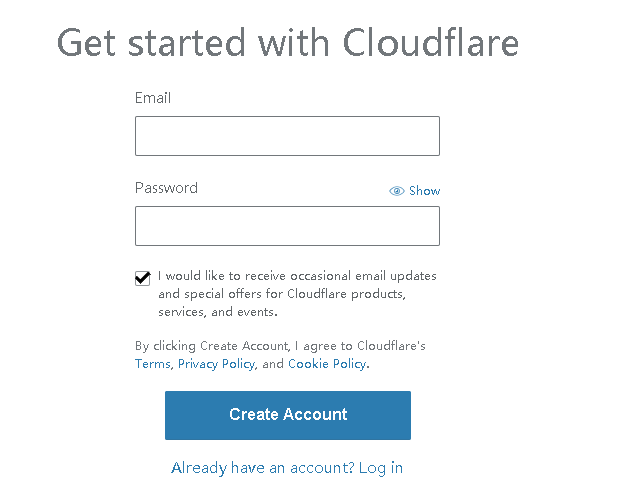 Get started with Cloudflare
Email
Password
Show
I would like to receive occasional email updates
and special offers for Cloudflare products,
services, and events.
By clicking Create Account, I agree to Cloudflare's
Terms, Privacy Policy, and Cookie Policy.
Create Account
Already have an account? Log in